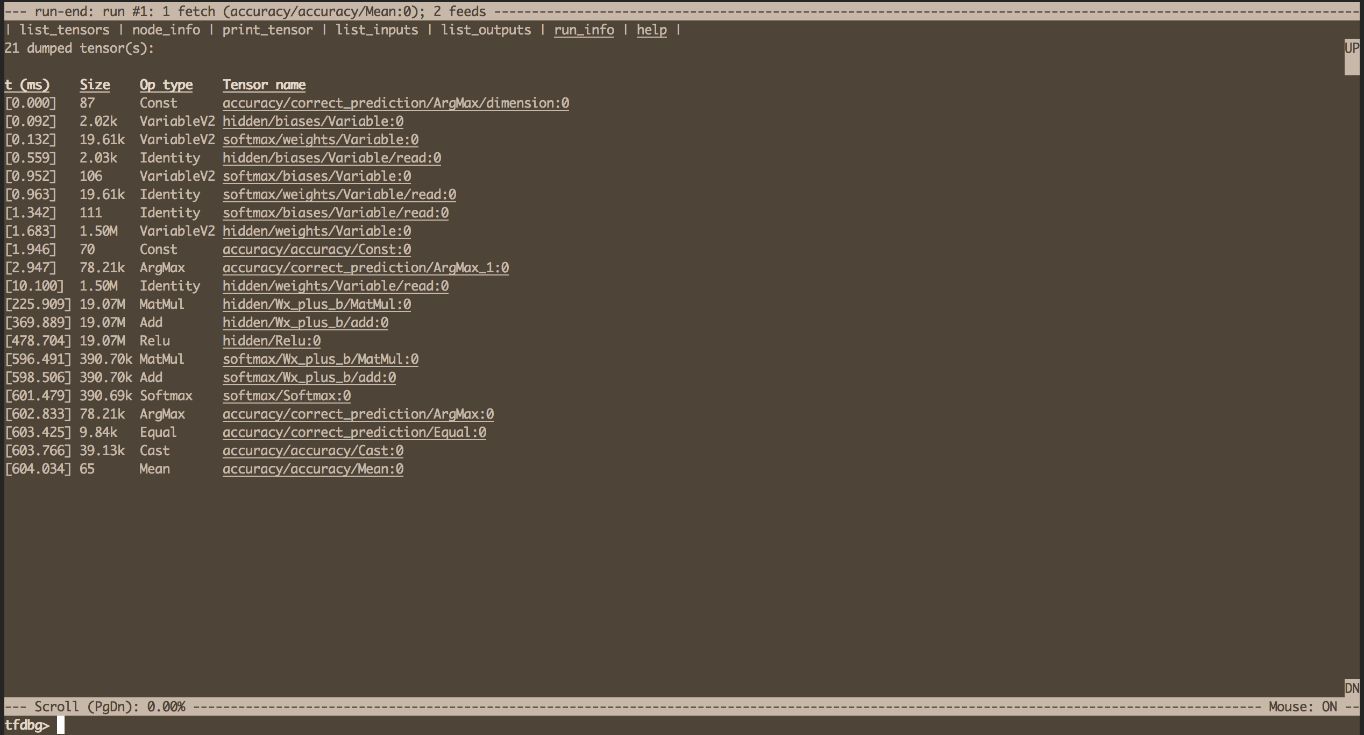 --- run-end: run #1: 1 fetch (accuracy/accuracy/Mean:0); 2 feeds ---
| list_tensors | node_info | print_tensor | list_inputs | list_outputs | run_info | help |
21 dumped tensor(s):
UP
t (ms) Size Op type Tensor name
[0.000] 87 Const accuracy/correct_prediction/ArgMax/dimension:0
[0.092] 2.02k VariableV2 hidden/biases/Variable:0
[0.132] 19.61k VariableV2 softmax/weights/Variable:0
[0.559] 2.03k Identity hidden/biases/Variable/read:0
[0.952] 106 VariableV2 softmax/biases/Variable:0
[0.963] 19.61k Identity softmax/weights/Variable/read:0
[1.342] 111 Identity softmax/biases/Variable/read:0
[1.683] 1.50M VariableV2 hidden/weights/Variable:0
[1.946] 70 Const accuracy/accuracy/Const:0
[2.947] 78.21k ArgMax accuracy/correct_prediction/ArgMax_1:0
[10.100] 1.50M Identity hidden/weights/Variable/read:0
[225.909] 19.07M MatMul hidden/Wx_plus_b/MatMul:0
[369.889] 19.07M Add hidden/Wx_plus_b/add:0
[478.704] 19.07M Relu hidden/Relu:0
[596.491] 390.70k MatMul softmax/Wx_plus_b/MatMul:0
[598.506] 390.70k Add softmax/Wx_plus_b/add:0
[601.479] 390.69k Softmax softmax/Softmax:0
[602.833] 78.21k ArgMax accuracy/correct_prediction/ArgMax:0
[603.425] 9.84k Equal accuracy/correct_prediction/Equal:0
[603.766] 39.13k Cast accuracy/accuracy/Cast:0
[604.034] 65 Mean accuracy/accuracy/Mean:0
DN
--- Scroll (PgDn): 0.00% --- Mouse: ON --
tfdbg>